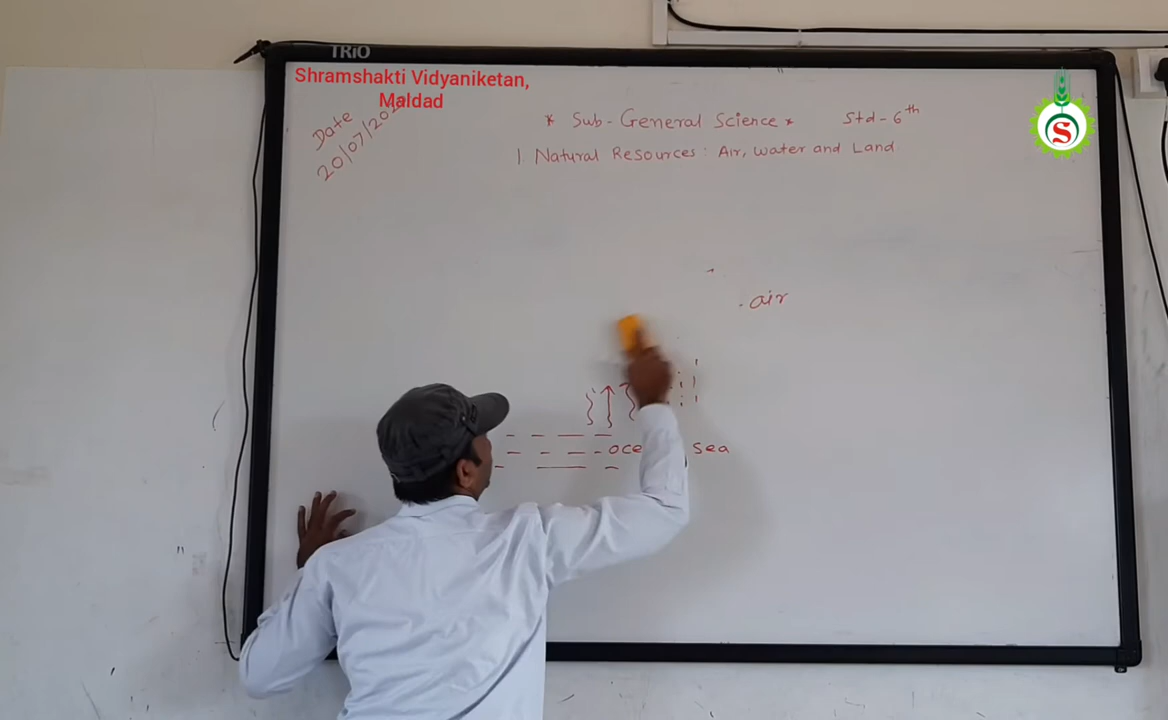 TRiO
Shramshakti Vidyaniketan,
Maldad
S
Date
20/07/202
* Sub - General Science * Std - 6th
1 Natural Resources : Air, water and Land
air
sea